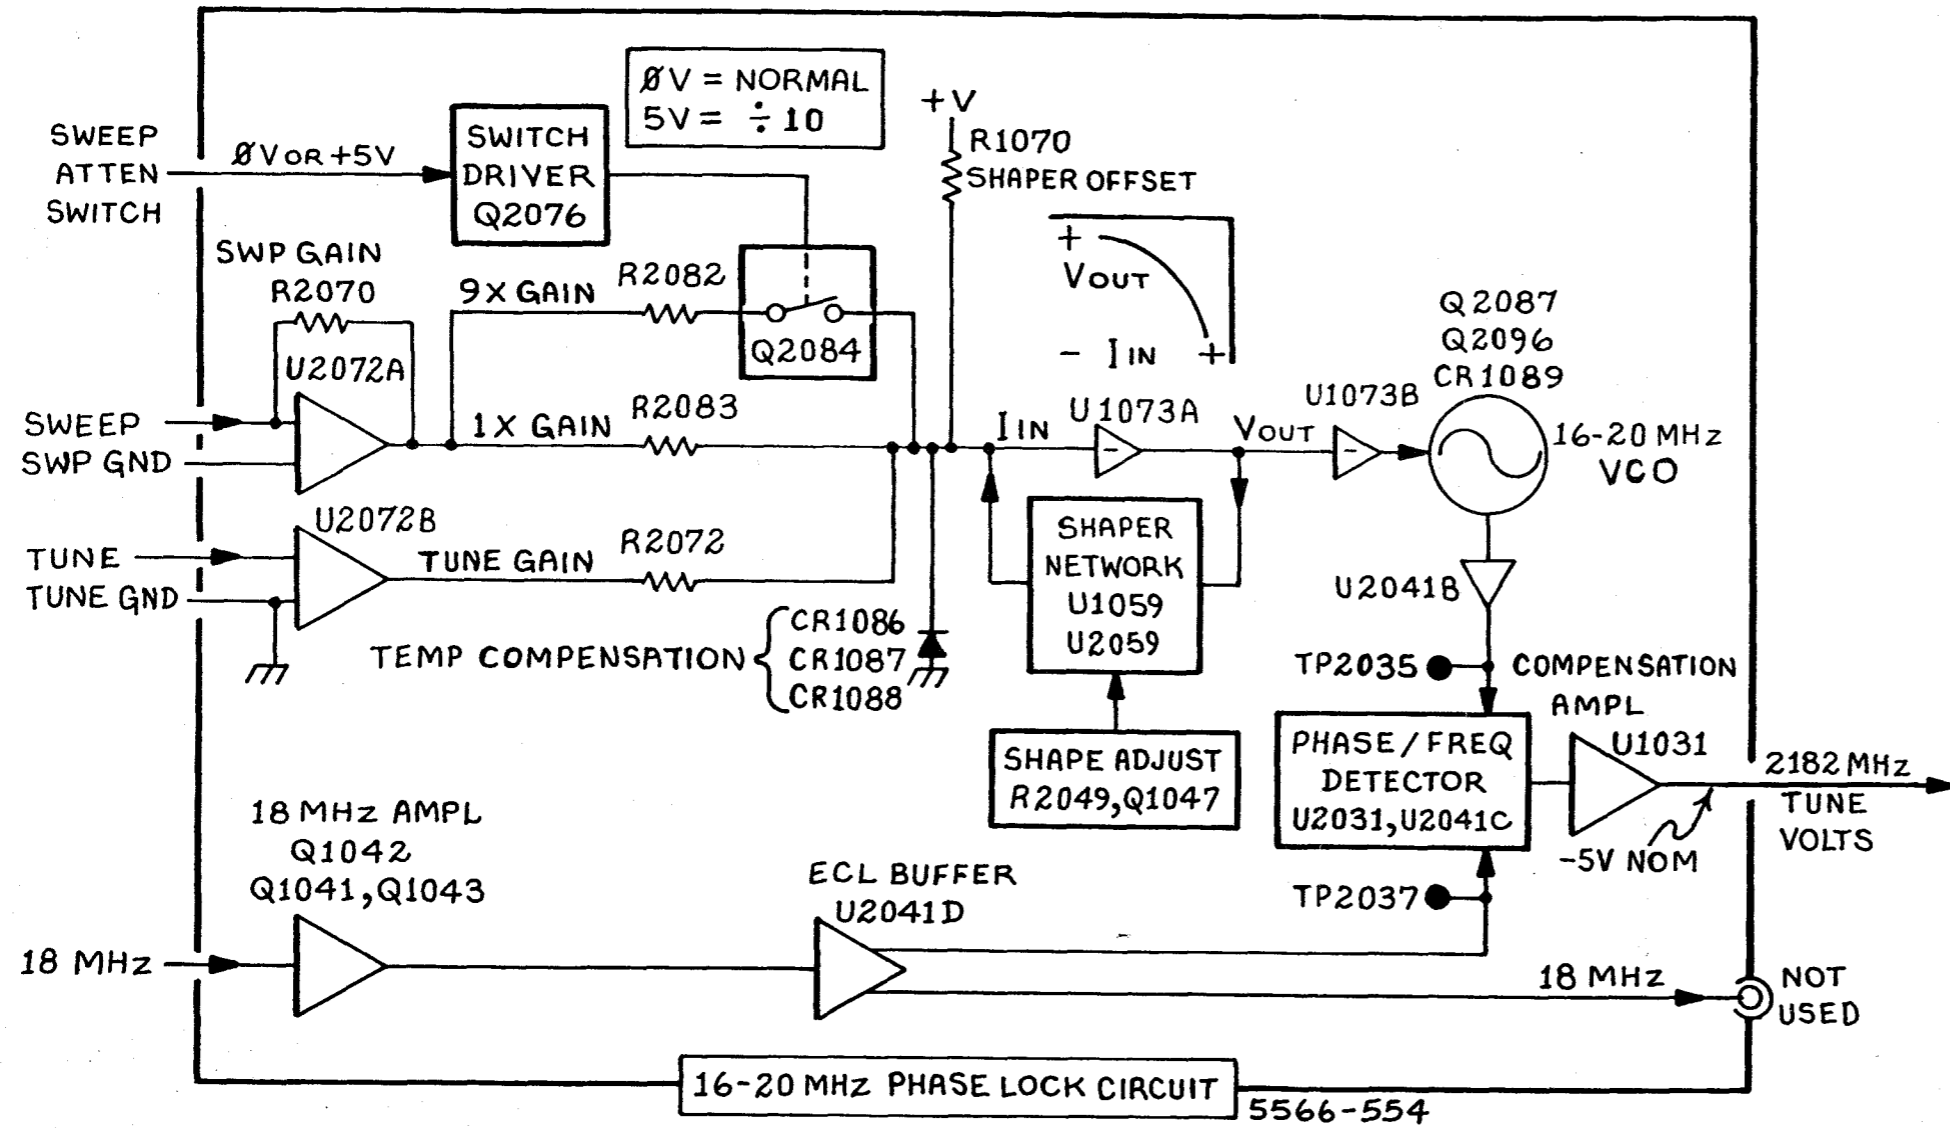 ØV = NORMAL
5V = ÷ 10
SWEEP
ATTEN
SWITCH
ØV OR +5V
SWITCH
DRIVER
Q2076
+V
R1070
SHAPER OFFSET
SWP GAIN
R2070
U2072A
9X GAIN
R2082
Q2084
+
VOUT
- IIN +
Q2087
Q2096
CR1089
16-20 MHz
VCO
SWEEP
SWP GND
1X GAIN
R2083
IIN
U1073A
-
VOUT
U1073B
-
TUNE
TUNE GND
U2072B
TUNE GAIN
R2072
SHAPER
NETWORK
U1059
U2059
U2041B
TEMP COMPENSATION
CR1086
CR1087
CR1088
TP2035
COMPENSATION
AMPL
U1031
SHAPE ADJUST
R2049,Q1047
PHASE/FREQ
DETECTOR
U2031,U2041C
2182 MHz
TUNE
VOLTS
-5V NOM
18 MHz AMPL
Q1042
Q1041,Q1043
ECL BUFFER
U2041D
TP2037
18 MHz
18 MHz
NOT
USED
16-20 MHz PHASE LOCK CIRCUIT
5566-554